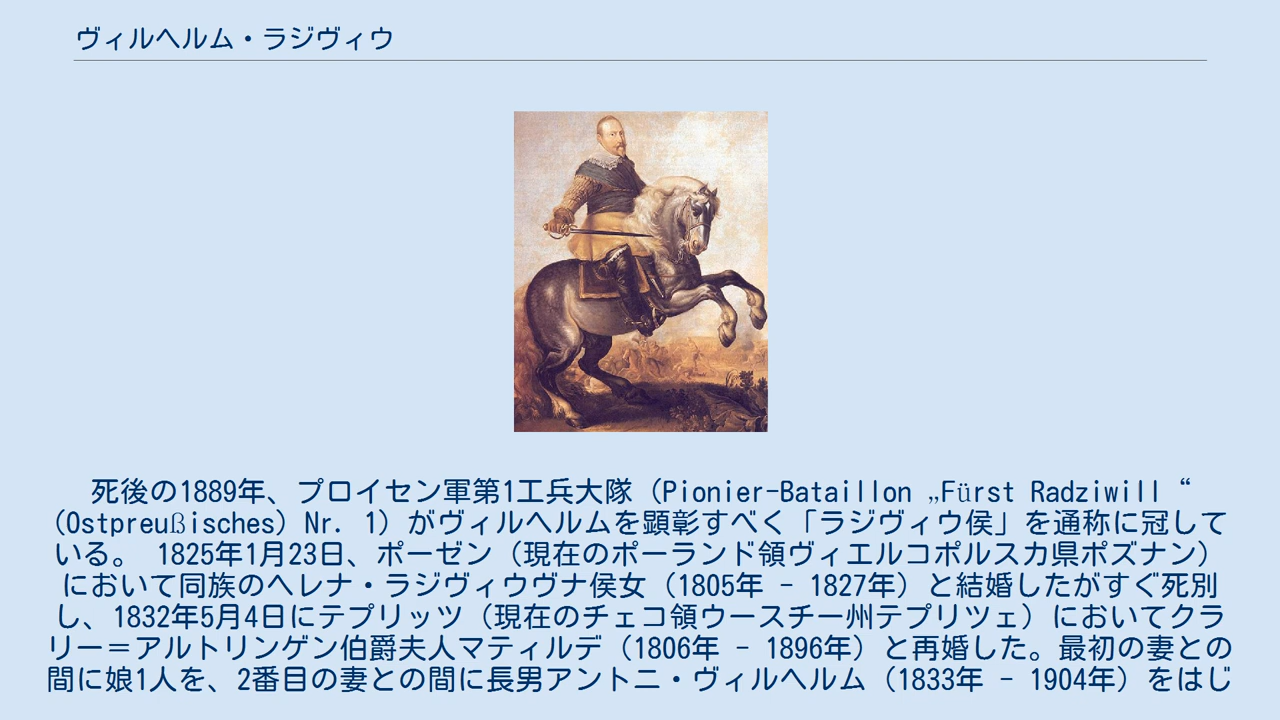 ヴィルヘルム・ラジヴィウ
死後の1889年、プロイセン軍第1工兵大隊（Pionier-Bataillon „Fürst Radziwill “
(Ostpreußisches) Nr. 1）がヴィルヘルムを顕彰すべく「ラジヴィウ侯」を通称に冠して
いる。 1825年1月23日、ポーゼン（現在のポーランド領ヴィエルコポルスカ県ポズナン）
において同族のヘレナ・ラジヴィウヴナ侯女（1805年 - 1827年）と結婚したがすぐ死別
し、1832年5月4日にテプリッツ（現在のチェコ領ウースチー州テプリツェ）においてクラ
リー＝アルトリンゲン伯爵夫人マティルデ（1806年 - 1896年）と再婚した。最初の妻との
間に娘1人を、2番目の妻との間に長男アントニ・ヴィルヘルム（1833年 - 1904年）をはじ